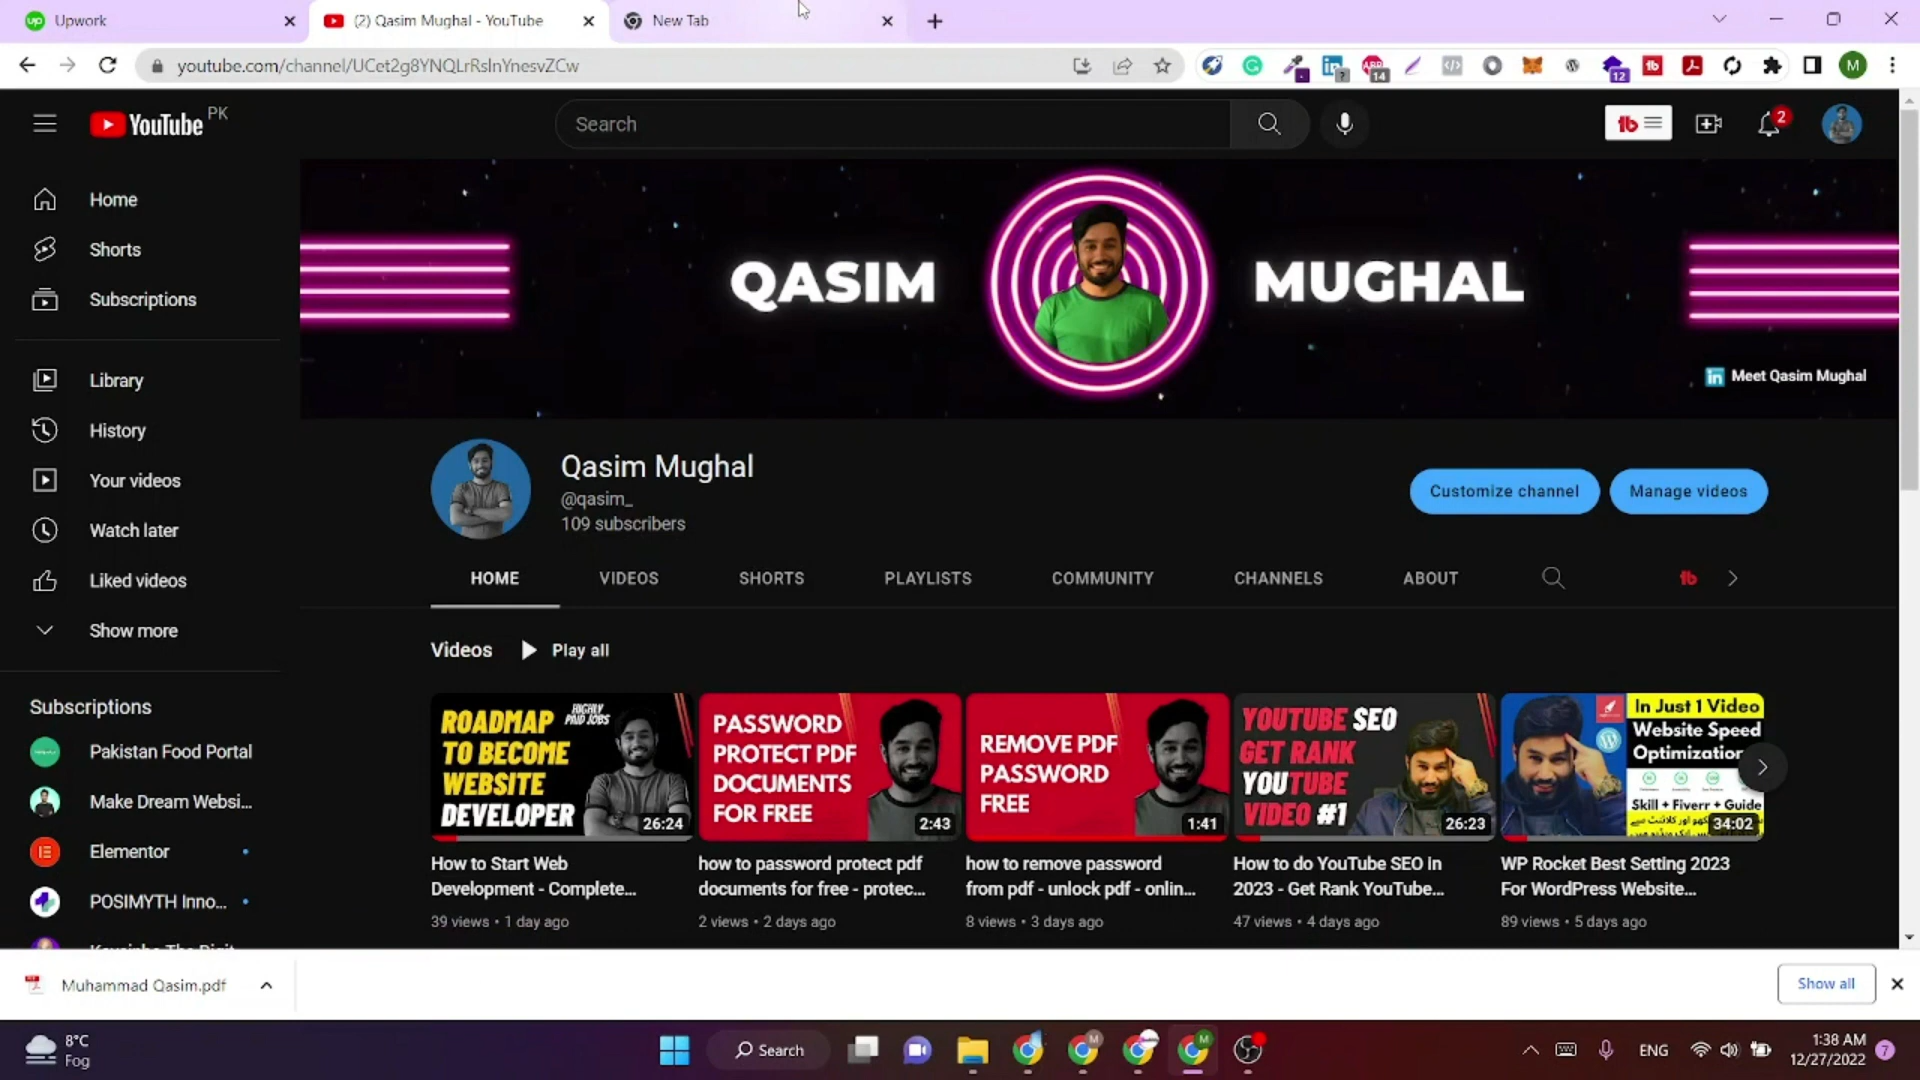 Upwork
(2) Qasim Mughal - YouTube
New Tab
youtube.com/channel/UCet2g8YNQLrRslnYnesvZCw
14
12
YouTube PK
Search
2
Home
Shorts
Subscriptions
Library
History
Your videos
Watch later
Liked videos
Show more
Subscriptions
Pakistan Food Portal
Make Dream Websi...
Elementor
POSIMYTH Inno...
QASIM MUGHAL
in Meet Qasim Mughal
Qasim Mughal
@qasim_
109 subscribers
Customize channel
Manage videos
HOME
VIDEOS
SHORTS
PLAYLISTS
COMMUNITY
CHANNELS
ABOUT
Videos
Play all
ROADMAP HIGHLY PAID JOBS
TO BECOME
WEBSITE
DEVELOPER
26:24
PASSWORD
PROTECT PDF
DOCUMENTS
FOR FREE
2:43
REMOVE PDF
PASSWORD
FREE
1:41
YOUTUBE SEO
GET RANK
YOUTUBE
VIDEO #1
26:23
In Just 1 Video
Website Speed
Optimization
Skill + Fiverr + Guide
34:02
How to Start Web
Development - Complete...
39 views • 1 day ago
how to password protect pdf
documents for free - protec...
2 views • 2 days ago
how to remove password
from pdf - unlock pdf - onlin...
8 views • 3 days ago
How to do YouTube SEO in
2023 - Get Rank YouTube...
47 views • 4 days ago
WP Rocket Best Setting 2023
For WordPress Website...
89 views • 5 days ago
Muhammad Qasim.pdf
Show all
8°C
Fog
Search
ENG
1:38 AM
12/27/2022
7